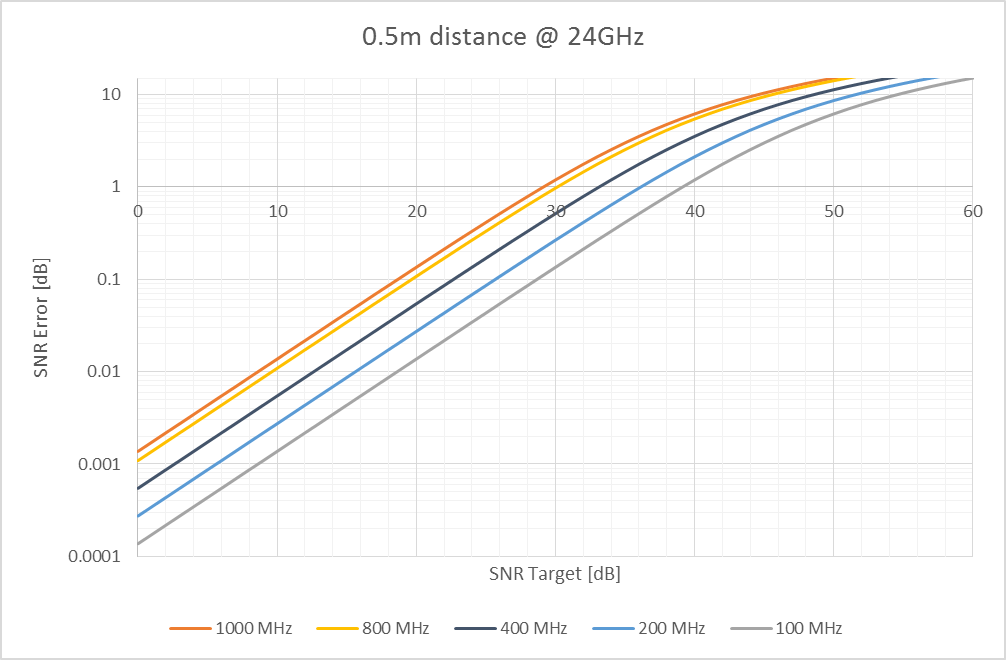 0.5m distance @ 24GHz
10
1
0 10 20 30 40 50 60
0.1
SNR Error [dB]
0.01
0.001
0.0001
SNR Target [dB]
1000 MHz 800 MHz 400 MHz 200 MHz 100 MHz